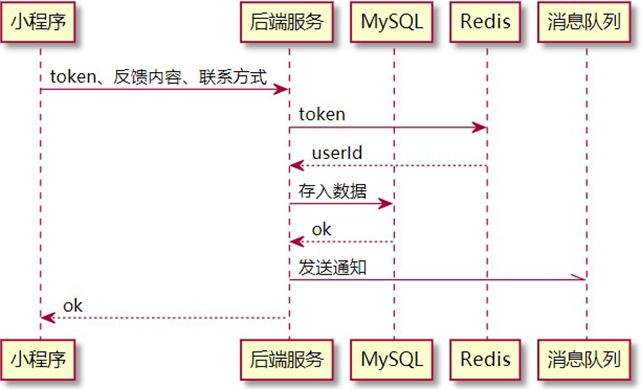 小程序 后端服务 MySQL Redis 消息队列
token、反馈内容、联系方式
token
userId
存入数据
ok
发送通知
ok
小程序 后端服务 MySQL Redis 消息队列